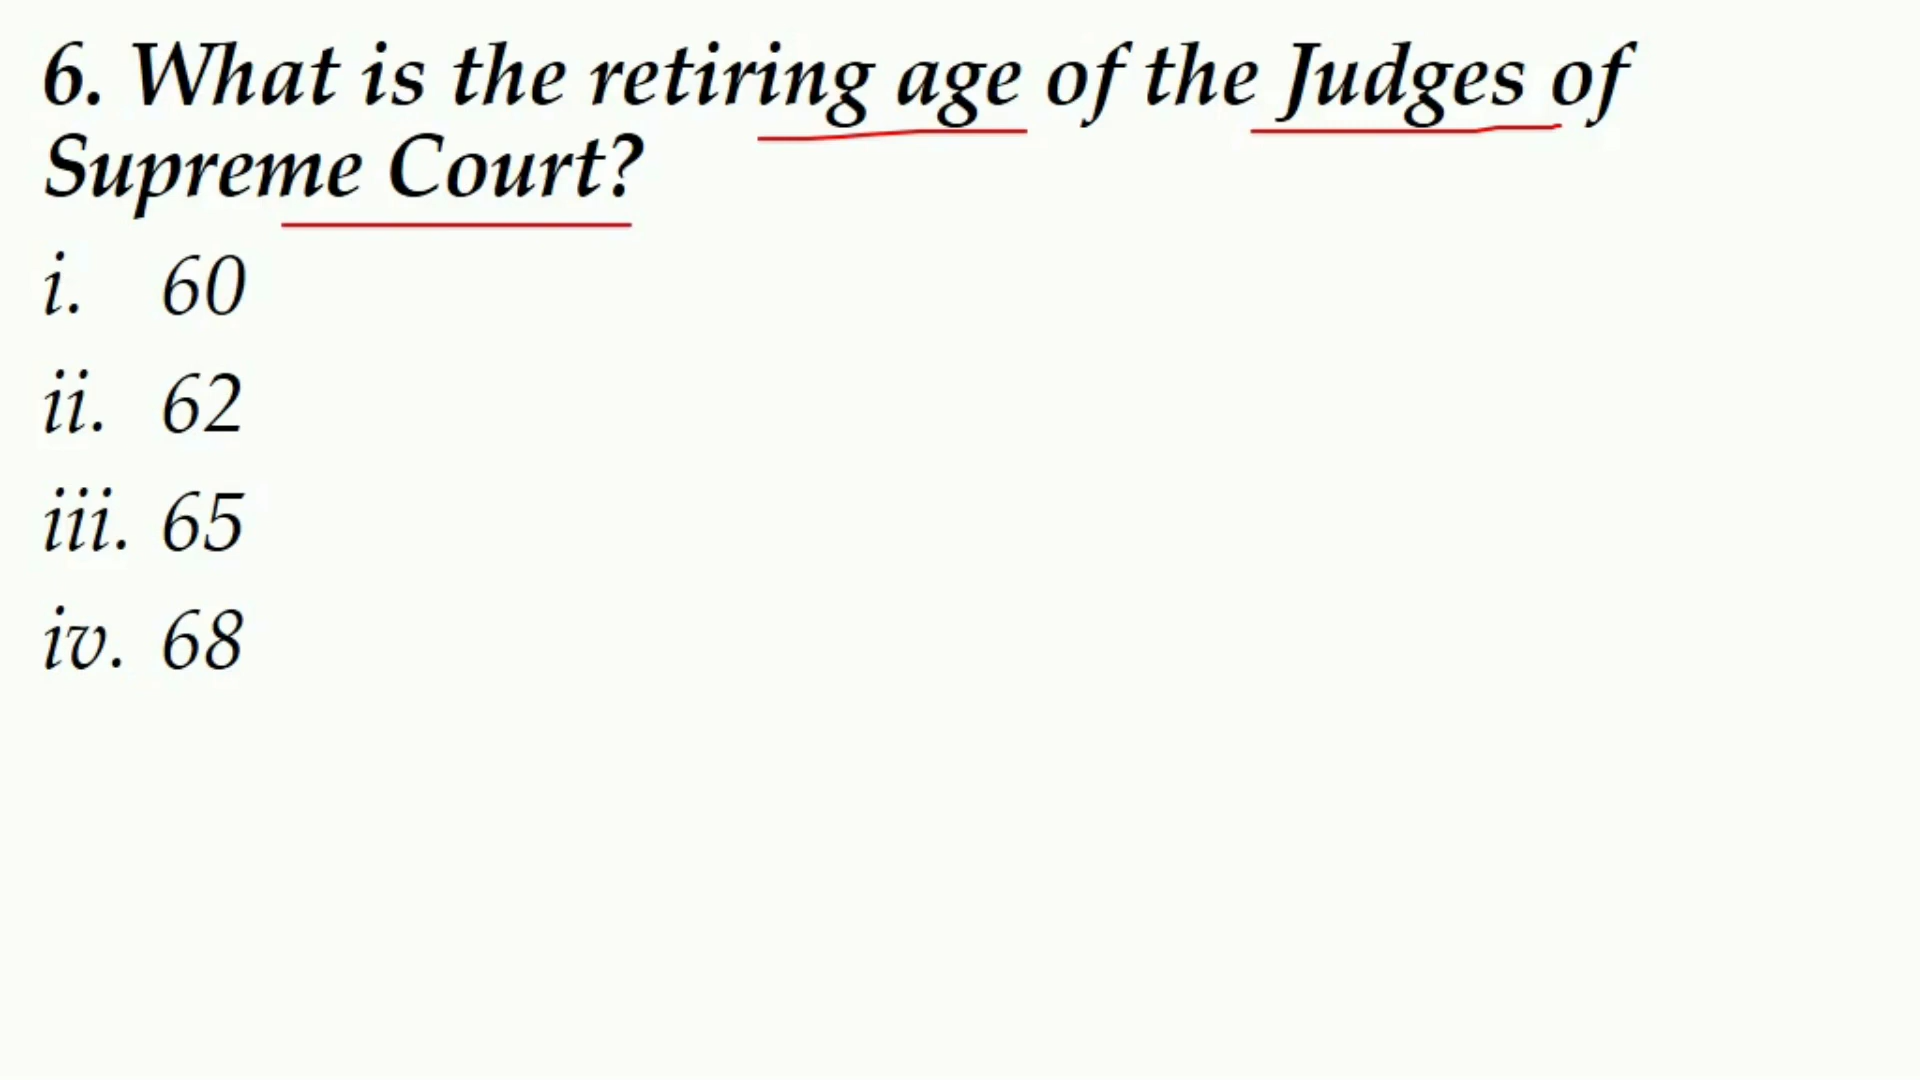 6. What is the retiring age of the Judges of
Supreme Court?
i. 60
ii. 62
iii. 65
iv. 68